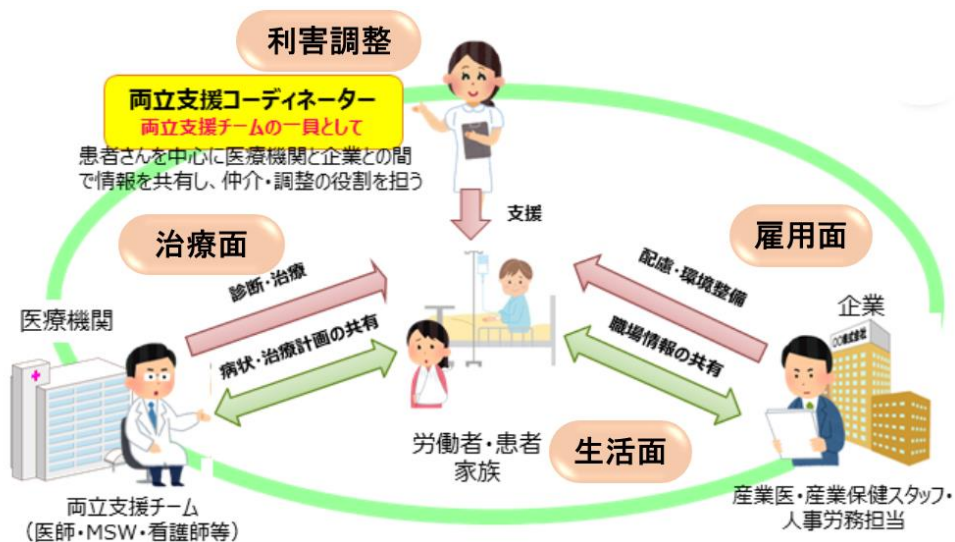 利害調整
両立支援コーディネーター
両立支援チームの一員として
患者さんを中心に医療機関と企業との間
で情報を共有し、仲介・調整の役割を担う
支援
治療面
雇用面
診断・治療
配慮・環境整備
医療機関
病状・治療計画の共有
職場情報の共有
企業
〇〇株式会社
労働者・患者
家族
生活面
両立支援チーム
（医師・MSW・看護師等）
産業医・産業保健スタッフ・
人事労務担当